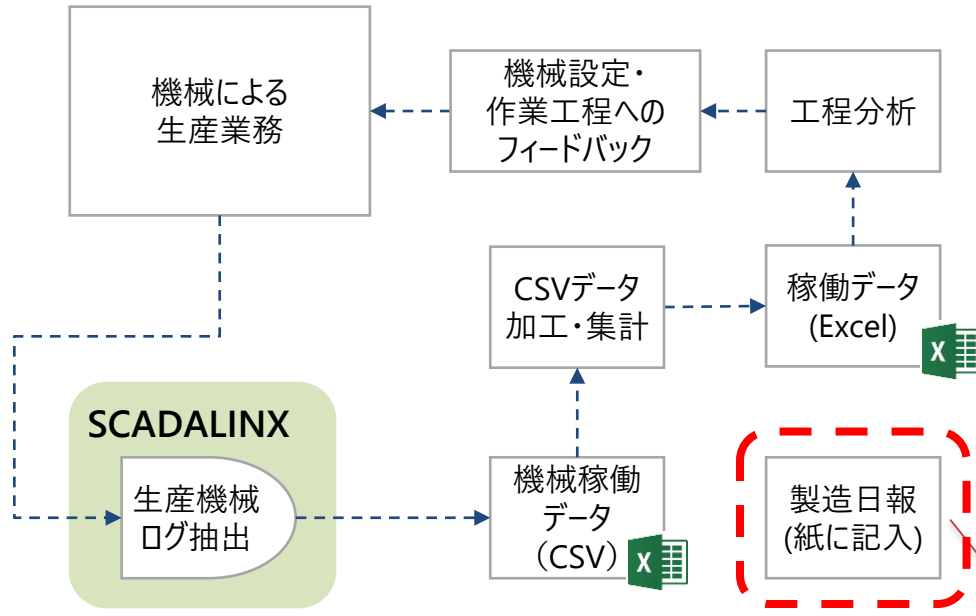 機械による
生産業務
機械設定・
作業工程への
フィードバック
工程分析
CSVデータ
加工・集計
稼働データ
(Excel)
SCADALINX
生産機械
ログ抽出
機械稼働
データ
（CSV）
製造日報
(紙に記入)
X
X